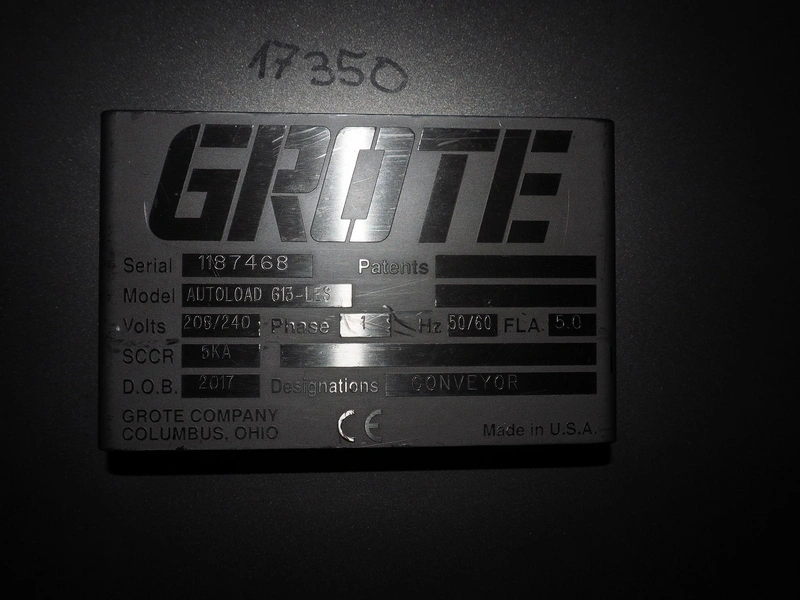 17350
GROTE
Serial 1187468 Patents
Model AUTOLOAD G13-LES
Volts 208/240 Phase 1 Hz 50/60 FLA. 5.0
SCCR 5KA
D.O.B. 2017 Designations CONVEYOR
GROTE COMPANY
COLUMBUS, OHIO CE Made in U.S.A.